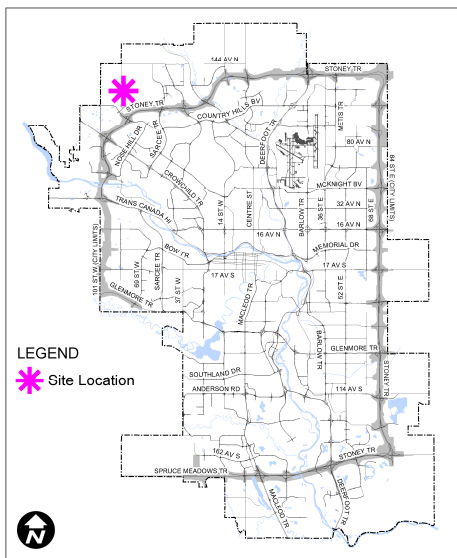 144 AV N
STONEY TR
STONEY TR
COUNTRY HILLS BV
SARCEE TR
NOSE HILL DR
DEERFOOT TR
METIS TR
80 AV N
84 ST E (CITY LIMITS)
CROWCHILD TR
MCKNIGHT BV
TRANS CANADA HI
14 ST W
CENTRE ST
BARLOW TR
36 ST E
32 AV N
68 ST E
16 AV N
16 AV N
101 ST W (CITY LIMITS)
BOW TR
MEMORIAL DR
69 ST W
SARCEE TR
37 ST W
17 AV S
17 AV S
GLENMORE TR
MACLEOD TR
52 ST E
BARLOW TR
GLENMORE TR
LEGEND
Site Location
SOUTHLAND DR
ANDERSON RD
114 AV S
STONEY TR
162 AV S
STONEY TR
SPRUCE MEADOWS TR
MACLEOD TR
DEERFOOT TR
N